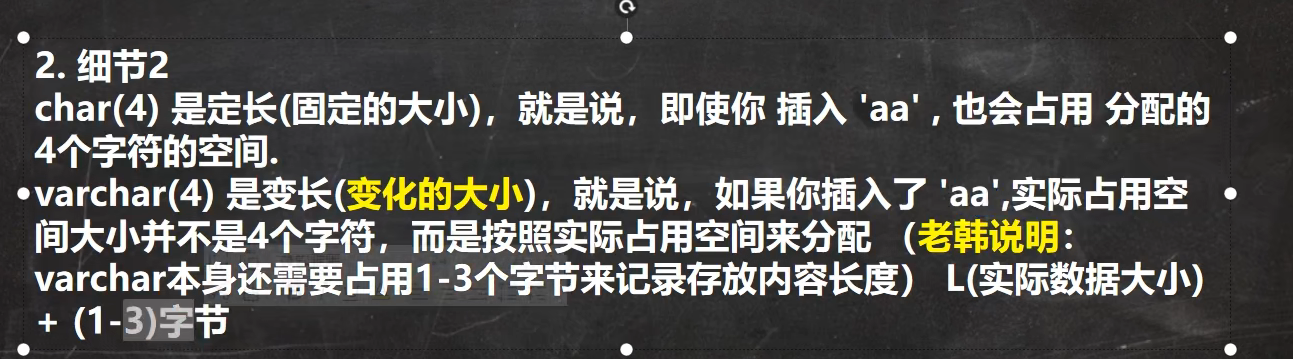 2. 细节2
char(4) 是定长(固定的大小)，就是说，即使你 插入 'aa' , 也会占用 分配的
4个字符的空间.
varchar(4) 是变长(变化的大小)，就是说，如果你插入了 'aa',实际占用空
间大小并不是4个字符，而是按照实际占用空间来分配 （老韩说明：
varchar本身还需要占用1-3个字节来记录存放内容长度） L(实际数据大小)
+ (1-3)字节